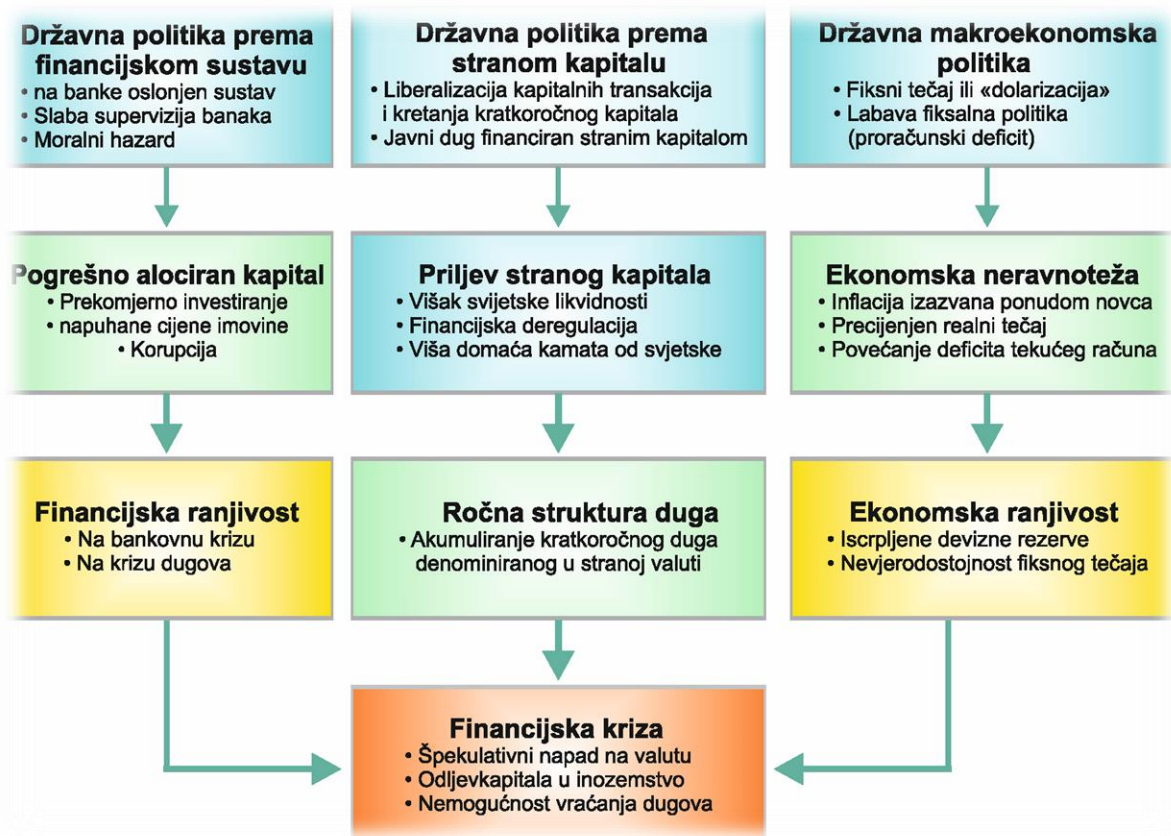 Državna politika prema
financijskom sustavu
• na banke oslonjen sustav
• Slaba supervizija banaka
• Moralni hazard
Državna politika prema
stranom kapitalu
• Liberalizacija kapitalnih transakcija
i kretanja kratkoročnog kapitala
• Javni dug financiran stranim kapitalom
Državna makroekonomska
politika
• Fiksni tečaj ili «dolarizacija»
• Labava fiksalna politika
(proračunski deficit)
Pogrešno alociran kapital
• Prekomjerno investiranje
• napuhane cijene imovine
• Korupcija
Priljev stranog kapitala
• Višak svijetske likvidnosti
• Financijska deregulacija
• Viša domaća kamata od svjetske
Ekonomska neravnoteža
• Inflacija izazvana ponudom novca
• Precijenjen realni tečaj
• Povećanje deficita tekućeg računa
Financijska ranjivost
• Na bankovnu krizu
• Na krizu dugova
Ročna struktura duga
• Akumuliranje kratkoročnog duga
denominiranog u stranoj valuti
Ekonomska ranjivost
• Iscrpljene devizne rezerve
• Nevjerodostojnost fiksnog tečaja
Financijska kriza
• Špekulativni napad na valutu
• Odljevkapitala u inozemstvo
• Nemogućnost vraćanja dugova